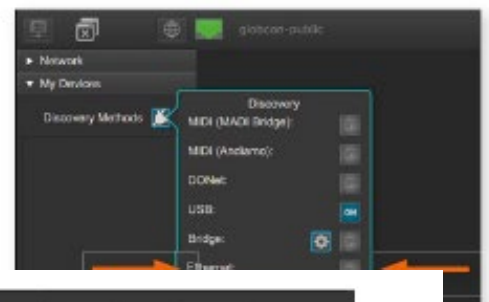 globcon-public
Network
My Devices
Discovery Methods
Discovery
MIDI (MADI Bridge):
MIDI (Andiamo):
DDNet:
USB:
ON
Bridge:
Ethernet: